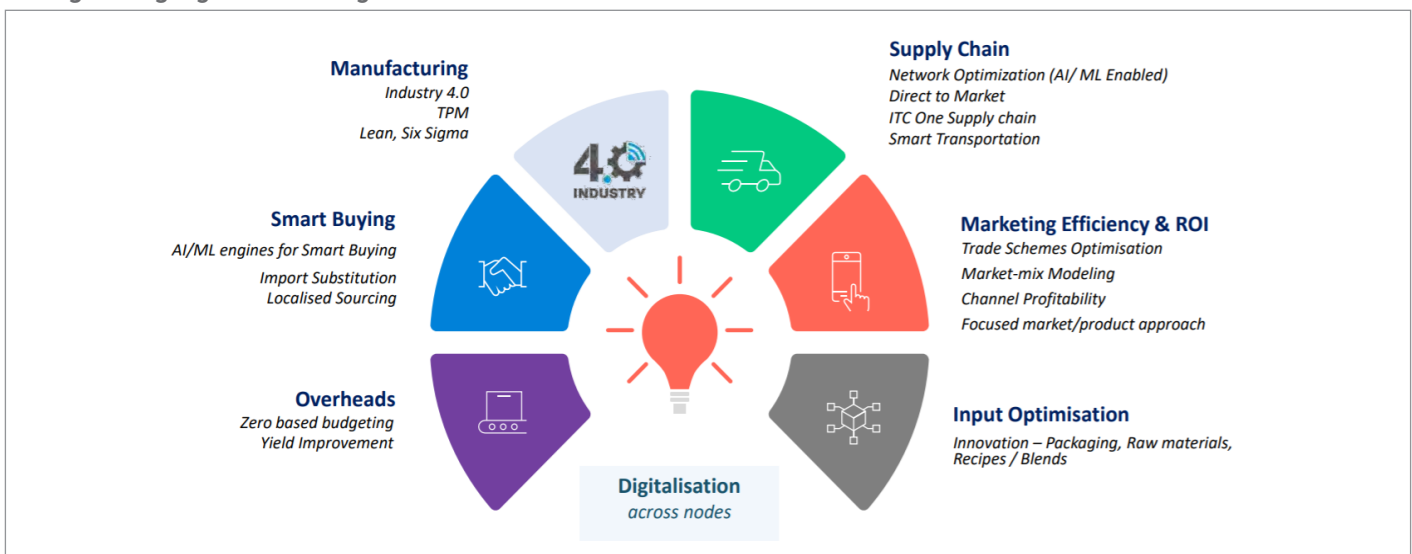 Manufacturing
Industry 4.0
TPM
Lean, Six Sigma
Supply Chain
Network Optimization (AI/ ML Enabled)
Direct to Market
ITC One Supply chain
Smart Transportation
4.0
INDUSTRY
Smart Buying
AI/ML engines for Smart Buying
Import Substitution
Localised Sourcing
Marketing Efficiency & ROI
Trade Schemes Optimisation
Market-mix Modeling
Channel Profitability
Focused market/product approach
Overheads
Zero based budgeting
Yield Improvement
Input Optimisation
Innovation – Packaging, Raw materials,
Recipes / Blends
Digitalisation
across nodes